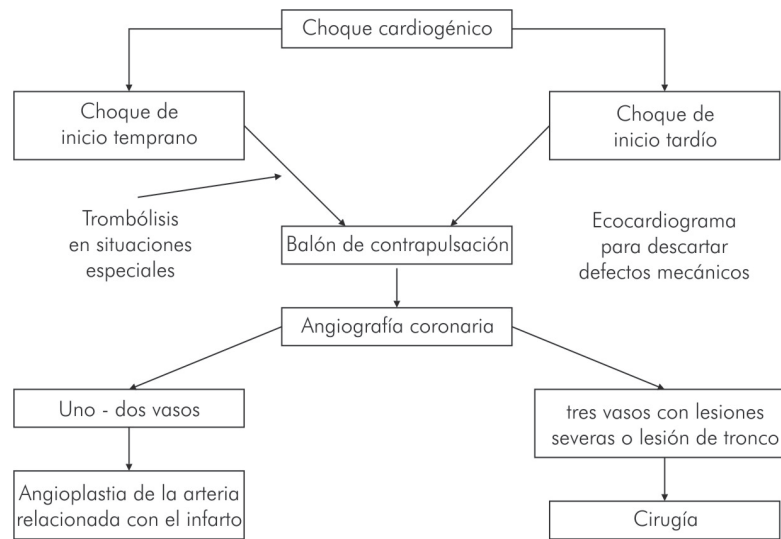 Choque cardiogénico
Choque de
inicio temprano
Choque de
inicio tardío
Trombólisis
en situaciones
especiales
Balón de contrapulsación
Ecocardiograma
para descartar
defectos mecánicos
Angiografía coronaria
Uno - dos vasos
tres vasos con lesiones
severas o lesión de tronco
Angioplastia de la arteria
relacionada con el infarto
Cirugía